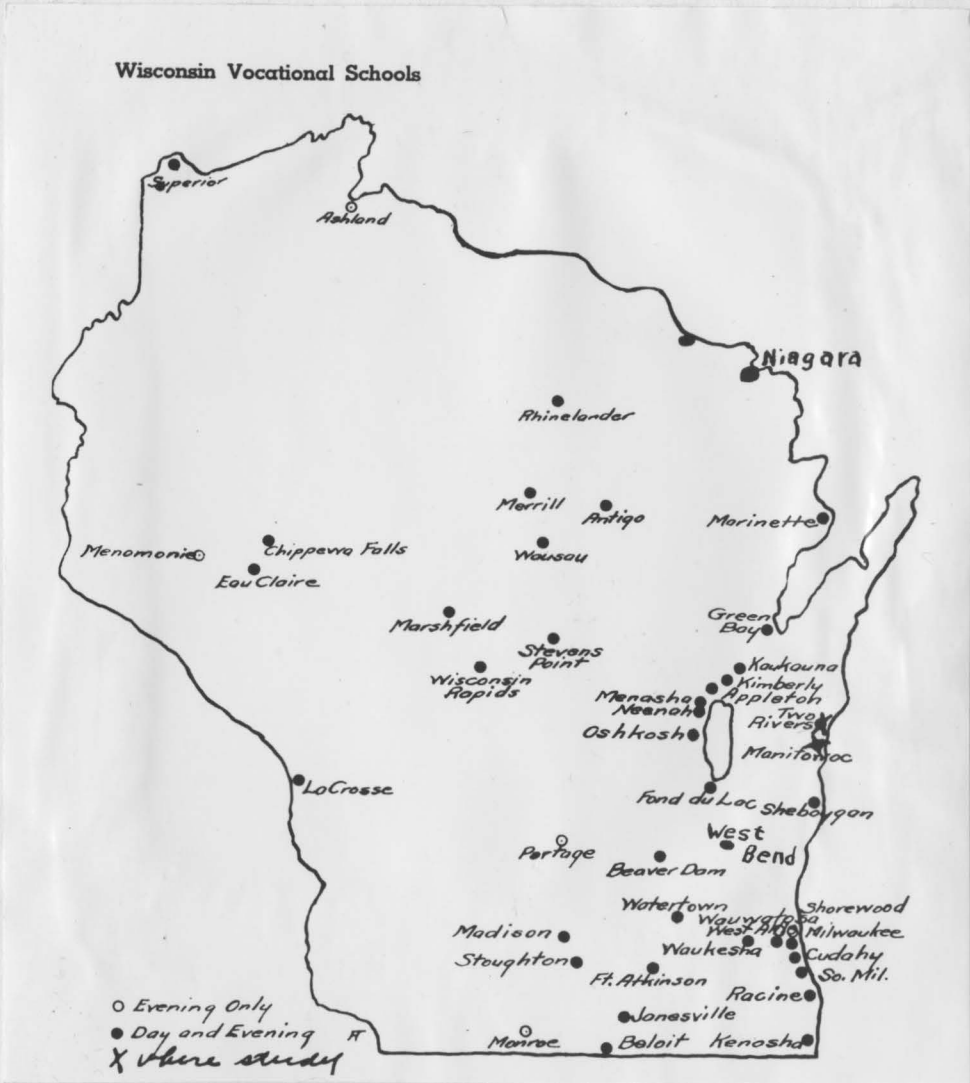 Wisconsin Vocational Schools
Superior
Ashland
Niagara
Rhinelander
Merrill
Antigo
Marinette
Menomonie
Chippewa Falls
Wausau
Eau Claire
Marshfield
Green
Bay
Stevens
Point
Wisconsin
Rapids
Kaukauna
Kimberly
Appleton
Menasha
Neenah
Two
Rivers
Oshkosh
Manitowoc
LaCrosse
Fond du Lac
Sheboygan
West
Bend
Portage
Beaver Dam
Watertown
Shorewood
Wauwatosa
West Allis
Milwaukee
Madison
Waukesha
Cudahy
Stoughton
Ft. Atkinson
So. Mil.
Racine
Janesville
Monroe
Beloit
Kenosha
Evening Only
Day and Evening
X where study